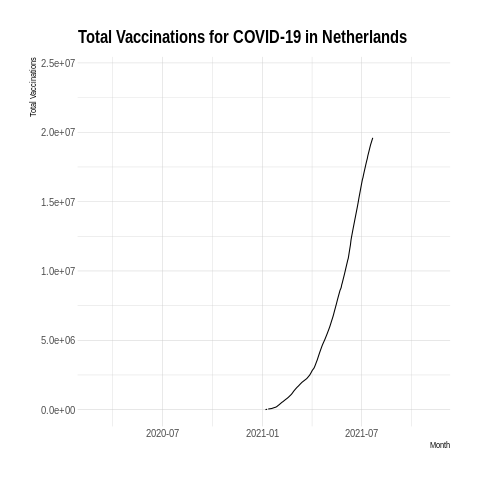 Total Vaccinations for COVID-19 in Netherlands
Total Vaccinations
2.5e+07
2.0e+07
1.5e+07
1.0e+07
5.0e+06
0.0e+00
2020-07
2021-01
2021-07
Month